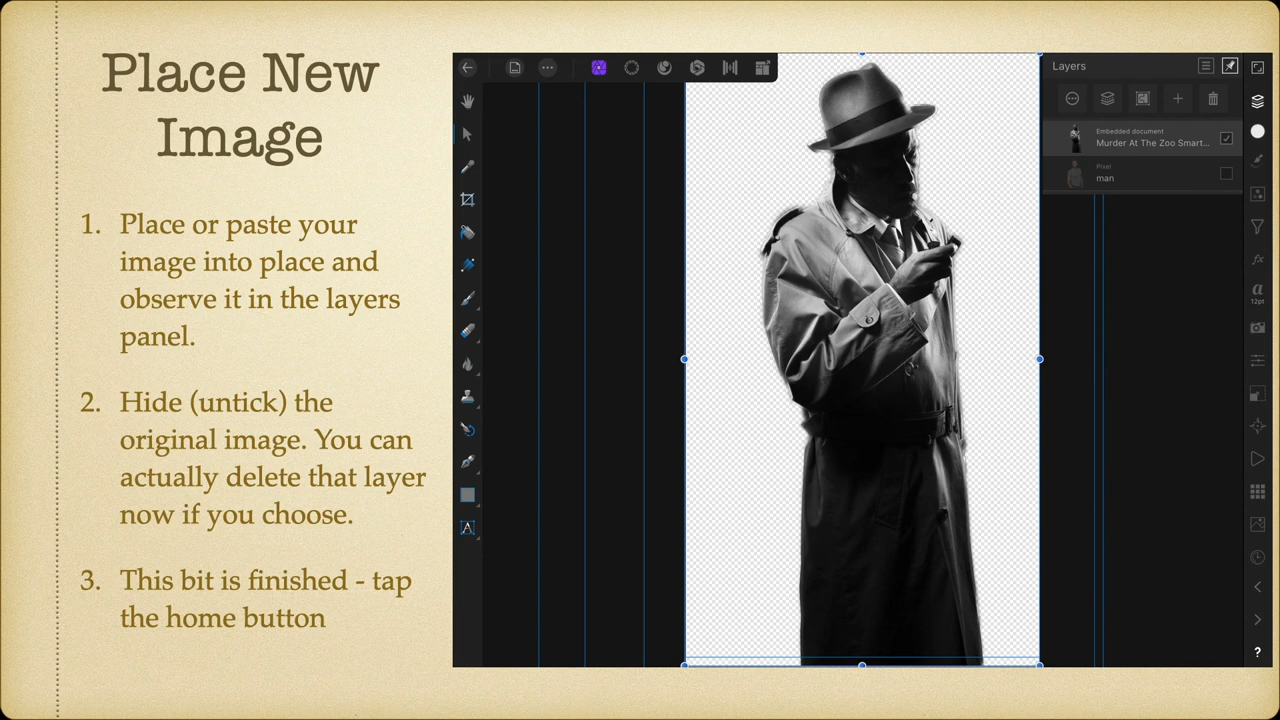 Place New
Image
1. Place or paste your
image into place and
observe it in the layers
panel.
2. Hide (untick) the
original image. You can
actually delete that layer
now if you choose.
3. This bit is finished - tap
the home button
Layers
Embedded document
Murder At The Zoo Smart...
Pixel
man
fx
a
12pt
A
?